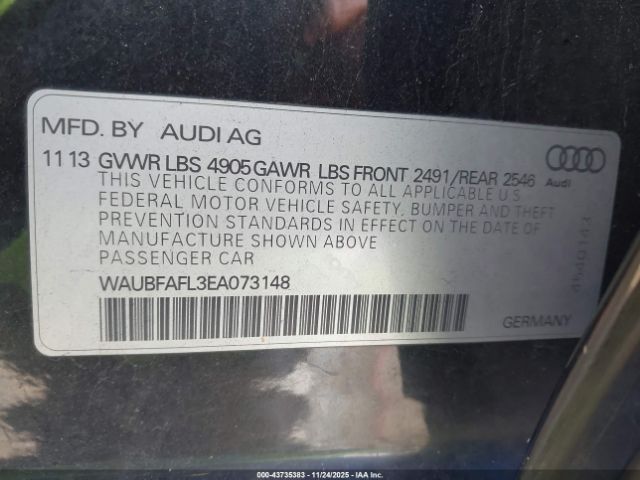 MFD. BY AUDI AG
11 13 GVWR LBS 4905 GAWR LBS FRONT 2491/REAR 2546
THIS VEHICLE CONFORMS TO ALL APPLICABLE U.S.
FEDERAL MOTOR VEHICLE SAFETY, BUMPER AND THEFT
PREVENTION STANDARDS IN EFFECT ON THE DATE OF
MANUFACTURE SHOWN ABOVE
PASSENGER CAR
WAUBFAFL3EA073148
Audi
4540143
GERMANY
000-43735383 - 11/24/2025 - IAA Inc.